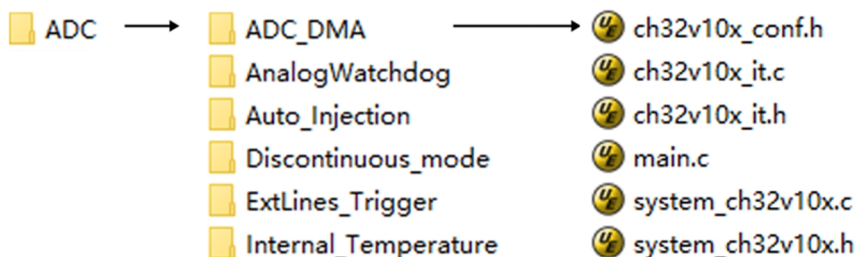 ADC
ADC_DMA
AnalogWatchdog
Auto_Injection
Discontinuous_mode
ExtLines_Trigger
Internal_Temperature
ch32v10x_conf.h
ch32v10x_it.c
ch32v10x_it.h
main.c
system_ch32v10x.c
system_ch32v10x.h